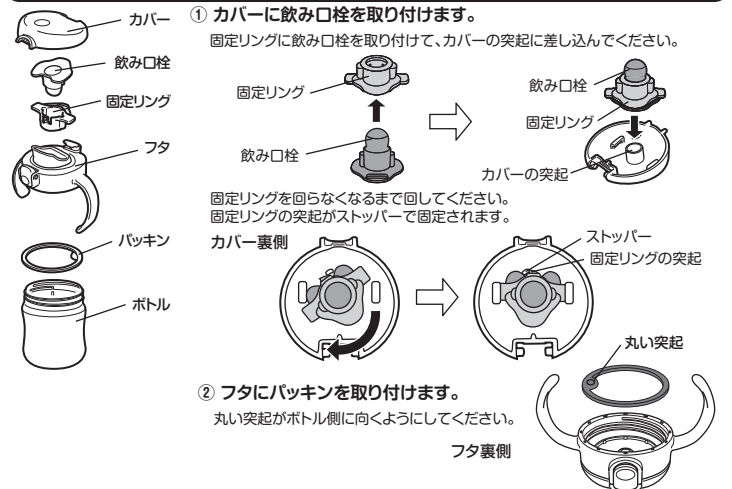 カバー
飲み口栓
固定リング
フタ
パッキン
ボトル
① カバーに飲み口栓を取り付けます。
固定リングに飲み口栓を取り付けて、カバーの突起に差し込んでください。
固定リング
飲み口栓
飲み口栓
固定リング
カバーの突起
固定リングを回らなくなるまで回してください。
固定リングの突起がストッパーで固定されます。
カバー裏側
ストッパー
固定リングの突起
② フタにパッキンを取り付けます。
丸い突起がボトル側に向くようにしてください。
丸い突起
フタ裏側